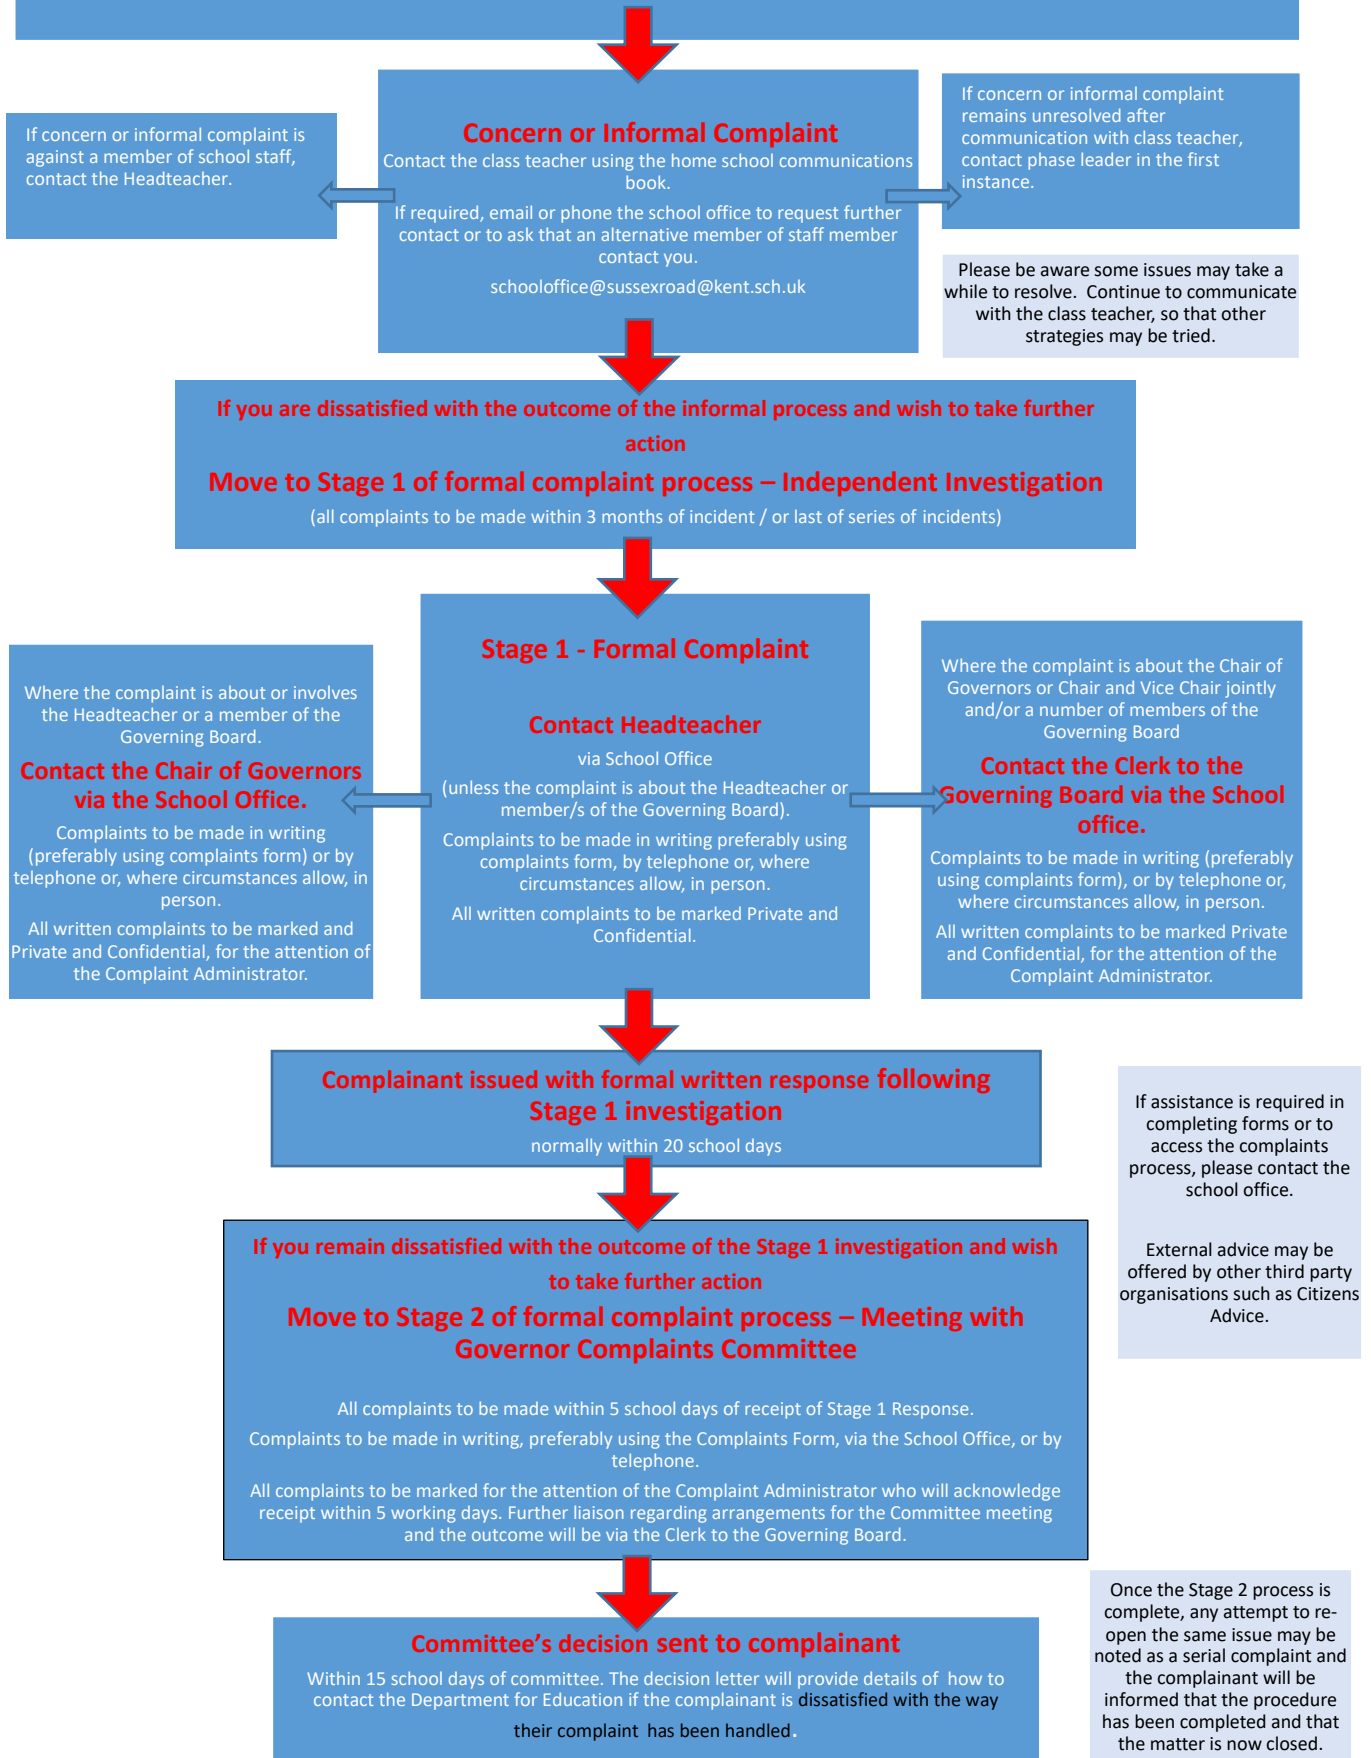 Concern or Informal Complaint
Contact the class teacher using the home school communications
book.
If required, email or phone the school office to request further
contact or to ask that an alternative member of staff member
contact you.
schooloffice@sussexroad@kent.sch.uk
If concern or informal complaint is
against a member of school staff,
contact the Headteacher.
If concern or informal complaint
remains unresolved after
communication with class teacher,
contact phase leader in the first
instance.
Please be aware some issues may take a
while to resolve.  Continue to communicate
with the class teacher, so that other
strategies may be tried.
If you are dissatisfied with the outcome of the informal process and wish to take further
action
Move to Stage 1 of formal complaint process – Independent Investigation
(all complaints to be made within 3 months of incident / or last of series of incidents)
Stage 1 - Formal Complaint
Contact Headteacher
via School Office
(unless the complaint is about the Headteacher or
member/s of the Governing Board).
Complaints to be made in writing preferably using
complaints form, by telephone or, where
circumstances allow, in person.
All written complaints to be marked Private and
Confidential.
Where the complaint is about or involves
the Headteacher or a member of the
Governing Board.
Contact the Chair of Governors
via the School Office.
Complaints to be made in writing
(preferably using complaints form) or by
telephone or, where circumstances allow, in
person.
All written complaints to be marked and
Private and Confidential, for the attention of
the Complaint Administrator.
Where the complaint is about the Chair of
Governors or Chair and Vice Chair jointly
and/or a number of members of the
Governing Board
Contact the Clerk to the
Governing Board via the School
office.
Complaints to be made in writing (preferably
using complaints form), or by telephone or,
where circumstances allow, in person.
All written complaints to be marked Private
and Confidential, for the attention of the
Complaint Administrator.
Complainant issued with formal written response following
Stage 1 investigation
normally within 20 school days
If assistance is required in
completing forms or to
access the complaints
process, please contact the
school office.
External advice may be
offered by other third party
organisations such as Citizens
Advice.
If you remain dissatisfied with the outcome of the Stage 1 investigation and wish
to take further action
Move to Stage 2 of formal complaint process – Meeting with
Governor Complaints Committee
All complaints to be made within 5 school days of receipt of Stage 1 Response.
Complaints to be made in writing, preferably using the Complaints Form, via the School Office, or by
telephone.
All complaints to be marked for the attention of the Complaint Administrator who will acknowledge
receipt within 5 working days. Further liaison regarding arrangements for the Committee meeting
and the outcome will be via the Clerk to the Governing Board.
Committee's decision sent to complainant
Within 15 school days of committee. The decision letter will provide details of  how to
contact the Department for Education if the complainant is dissatisfied with the way
their complaint  has been handled.
Once the Stage 2 process is
complete, any attempt to re-
open the same issue may be
noted as a serial complaint and
the complainant will be
informed that the procedure
has been completed and that
the matter is now closed.